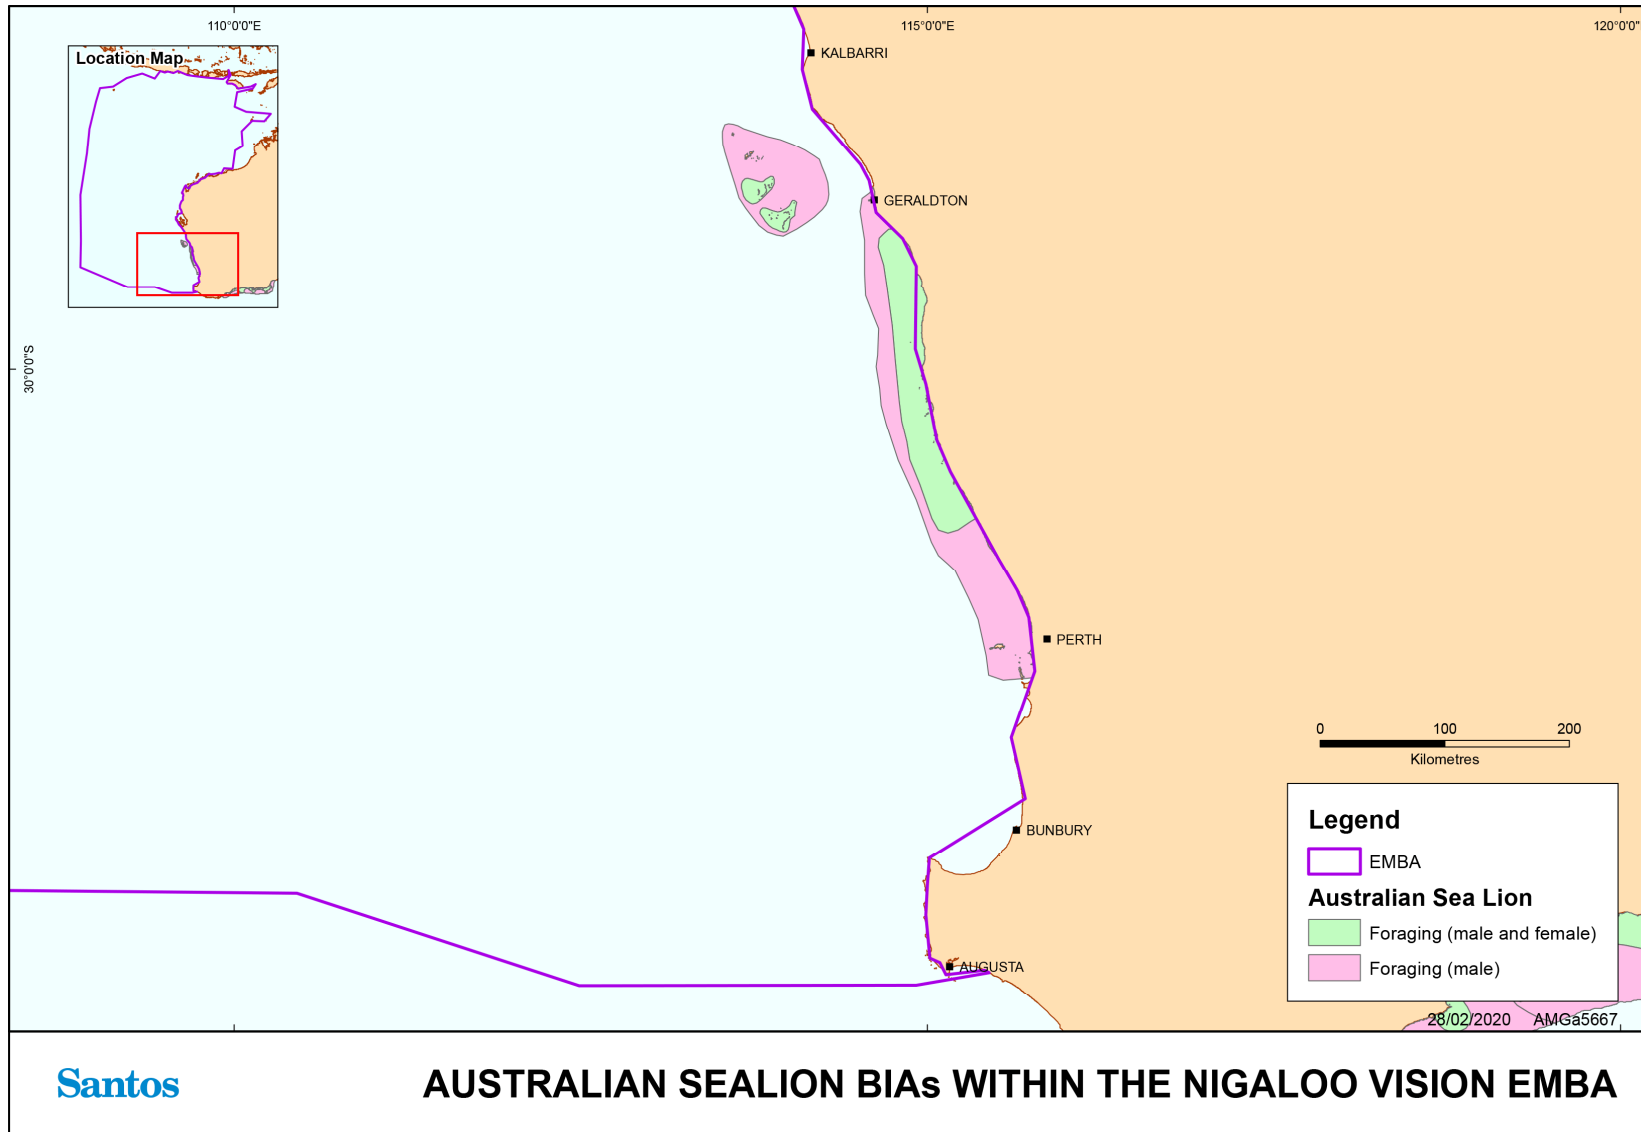 110°0'0"E
115°0'0"E
120°0'0"
Location Map
KALBARRI
GERALDTON
30°0'0"S
PERTH
0 100 200
Kilometres
BUNBURY
AUGUSTA
Legend
EMBA
Australian Sea Lion
Foraging (male and female)
Foraging (male)
28/02/2020 AMGa5667
Santos
AUSTRALIAN SEALION BIAs WITHIN THE NIGALOO VISION EMBA